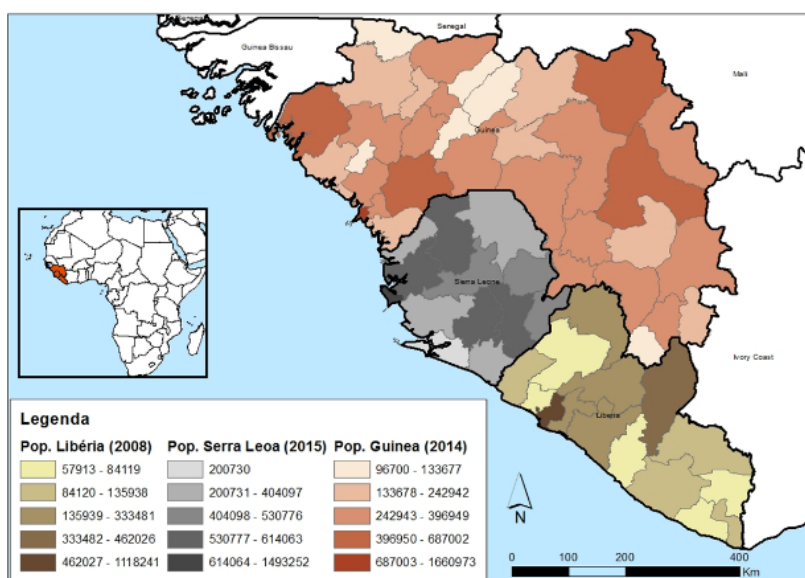 Senegal
Guinea Bissau
Mali
Guinea
Serra Leone
Ivory Coast
Liberia
Legenda
Pop. Libéria (2008) Pop. Serra Leoa (2015) Pop. Guinea (2014)
57913 - 84119 200730 96700 - 133677
84120 - 135938 200731 - 404097 133678 - 242942
135939 - 333481 404098 - 530776 242943 - 396949
333482 - 462026 530777 - 614063 396950 - 687002
462027 - 1118241 614064 - 1493252 687003 - 1660973
N
0 100 200 400
Km